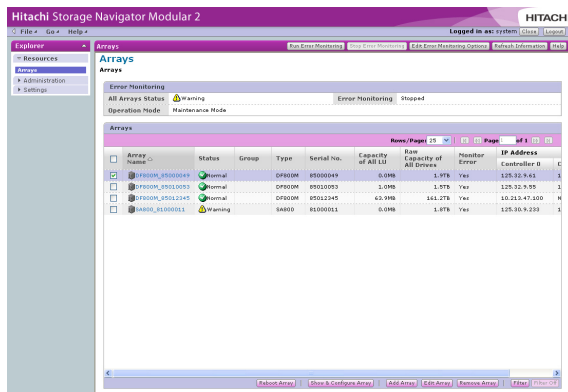 Hitachi Storage Navigator Modular 2
HITACH
File Go Help
Logged in as: system Close Logout
Explorer
Resources
Arrays
Administration
Settings
Arrays
Run Error Monitoring Stop Error Monitoring Edit Error Monitoring Options Refresh Information Help
Arrays
Arrays
Error Monitoring
All Arrays Status Warning Error Monitoring Stopped
Operation Mode Maintenance Mode
Arrays
Rows/Page: 25 Page of 1
Array Name Status Group Type Serial No. Capacity of All LU Raw Capacity of All Drives Monitor Error IP Address
Controller 0 C
DF800M_85000049 Normal DF800M 85000049 0.0MB 1.9TB Yes 125.32.9.61 1
DF800M_85010053 Normal DF800M 85010053 1.0MB 1.5TB Yes 125.32.9.55 1
DF800M_85012345 Normal DF800M 85012345 63.9MB 161.2TB Yes 10.213.47.100 N
SA800_81000011 Warning SA800 81000011 0.0MB 1.8TB Yes 125.30.9.233 1
Reboot Array Show & Configure Array Add Array Edit Array Remove Array Filter Filter Off